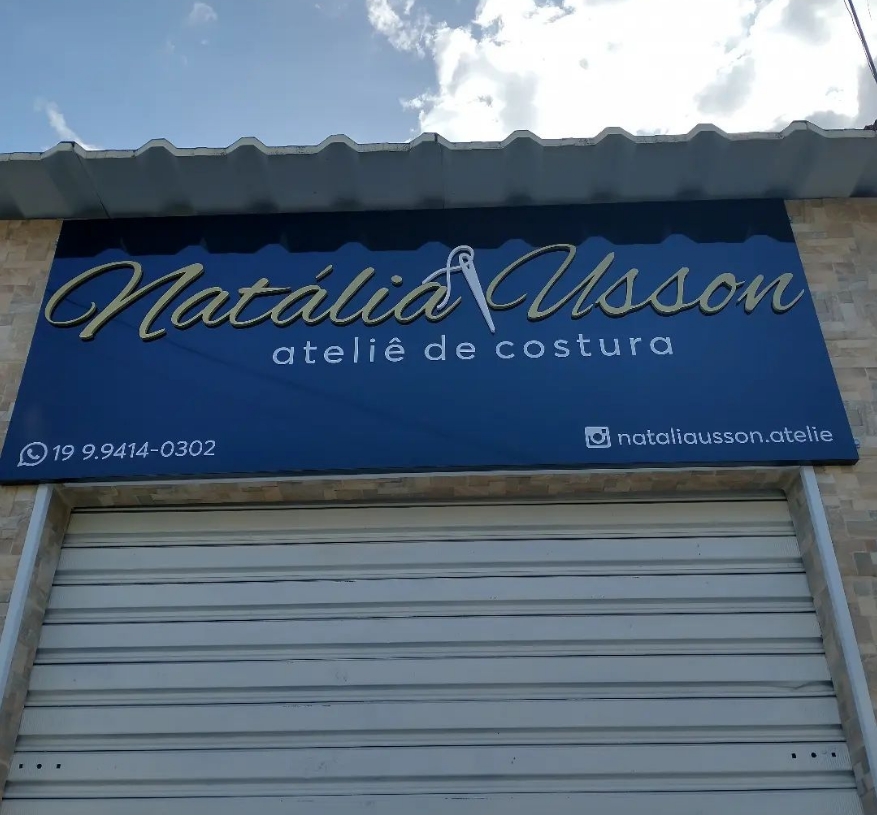 Natália Usson
ateliê de costura
19 9.9414-0302
nataliausson.atelie